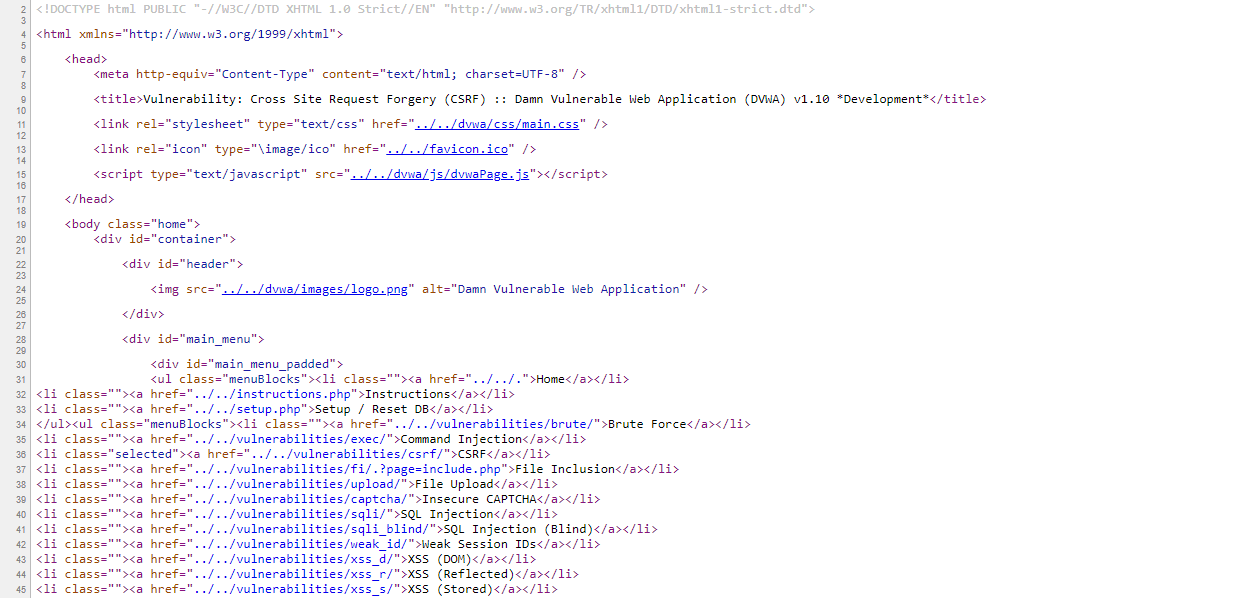 2 <!DOCTYPE html PUBLIC "-//W3C//DTD XHTML 1.0 Strict//EN" "http://www.w3.org/TR/xhtml1/DTD/xhtml1-strict.dtd">
3
4 <html xmlns="http://www.w3.org/1999/xhtml">
5
6 <head>
7 <meta http-equiv="Content-Type" content="text/html; charset=UTF-8" />
8
9 <title>Vulnerability: Cross Site Request Forgery (CSRF) :: Damn Vulnerable Web Application (DVWA) v1.10 *Development*</title>
10
11 <link rel="stylesheet" type="text/css" href="../../dvwa/css/main.css" />
12
13 <link rel="icon" type="\image/ico" href="../../favicon.ico" />
14
15 <script type="text/javascript" src="../../dvwa/js/dvwaPage.js"></script>
16
17 </head>
18
19 <body class="home">
20 <div id="container">
21
22 <div id="header">
23
24 <img src="../../dvwa/images/logo.png" alt="Damn Vulnerable Web Application" />
25
26 </div>
27
28 <div id="main_menu">
29
30 <div id="main_menu_padded">
31 <ul class="menuBlocks"><li class=""><a href="../../.">Home</a></li>
32 <li class=""><a href="../../instructions.php">Instructions</a></li>
33 <li class=""><a href="../../setup.php">Setup / Reset DB</a></li>
34 </ul><ul class="menuBlocks"><li class=""><a href="../../vulnerabilities/brute/">Brute Force</a></li>
35 <li class=""><a href="../../vulnerabilities/exec/">Command Injection</a></li>
36 <li class="selected"><a href="../../vulnerabilities/csrf/">CSRF</a></li>
37 <li class=""><a href="../../vulnerabilities/fi/.?page=include.php">File Inclusion</a></li>
38 <li class=""><a href="../../vulnerabilities/upload/">File Upload</a></li>
39 <li class=""><a href="../../vulnerabilities/captcha/">Insecure CAPTCHA</a></li>
40 <li class=""><a href="../../vulnerabilities/sqli/">SQL Injection</a></li>
41 <li class=""><a href="../../vulnerabilities/sqli_blind/">SQL Injection (Blind)</a></li>
42 <li class=""><a href="../../vulnerabilities/weak_id/">Weak Session IDs</a></li>
43 <li class=""><a href="../../vulnerabilities/xss_d/">XSS (DOM)</a></li>
44 <li class=""><a href="../../vulnerabilities/xss_r/">XSS (Reflected)</a></li>
45 <li class=""><a href="../../vulnerabilities/xss_s/">XSS (Stored)</a></li>